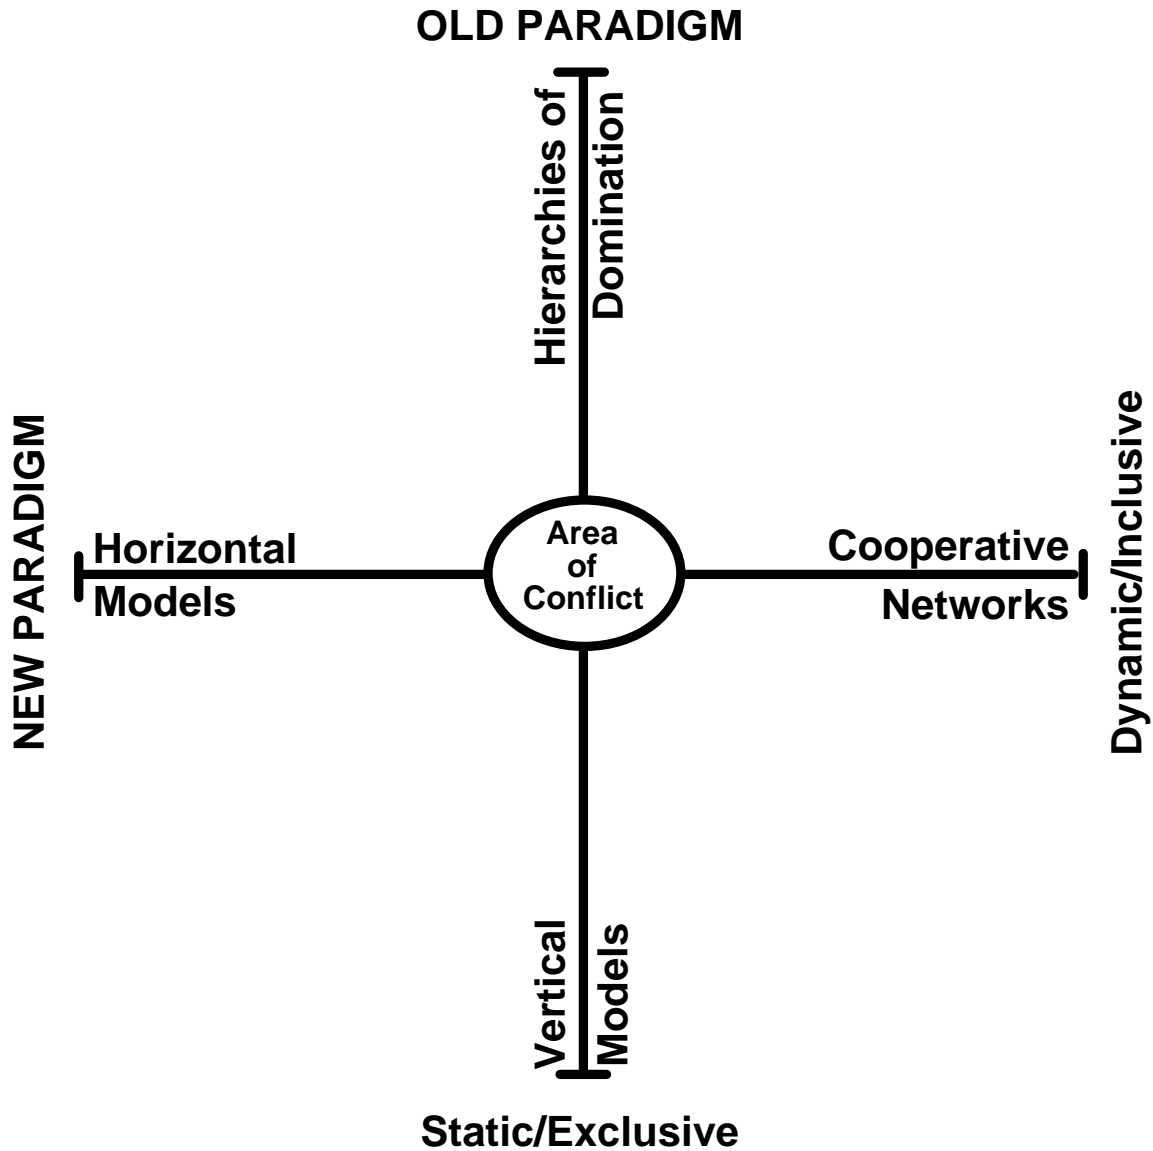 OLD PARADIGM
Hierarchies of
Domination
NEW PARADIGM
Horizontal
Models
Area
of
Conflict
Cooperative
Networks
Dynamic/Inclusive
Vertical
Models
Static/Exclusive